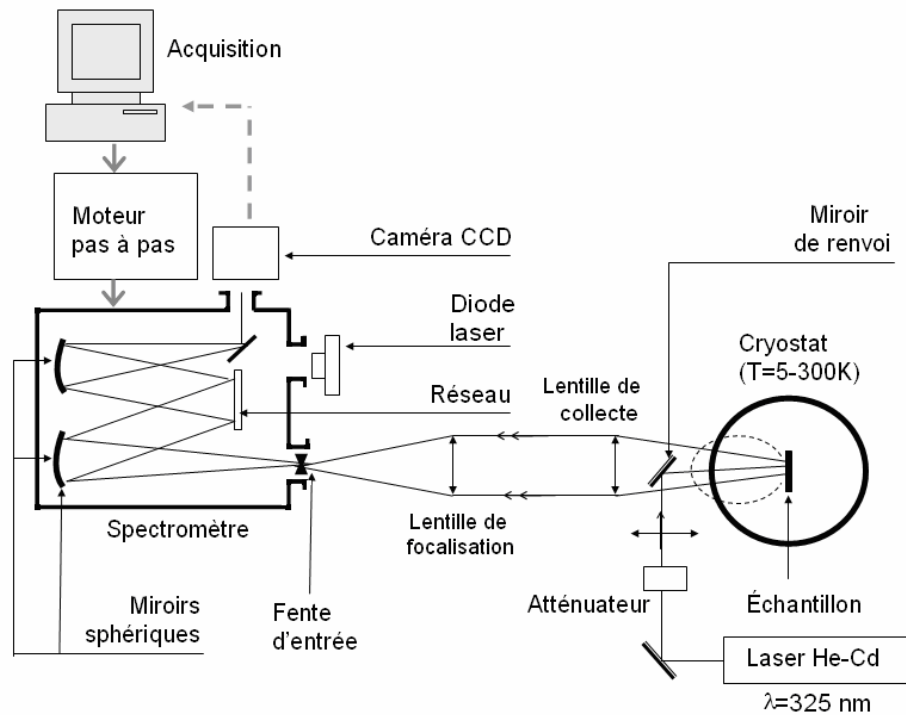 Acquisition
Moteur
pas à pas
Caméra CCD
Miroir
de renvoi
Diode
laser
Cryostat
(T=5-300K)
Réseau
Lentille de
collecte
Spectromètre
Lentille de
focalisation
Miroirs
sphériques
Fente
d'entrée
Atténuateur
Échantillon
Laser He-Cd
λ=325 nm